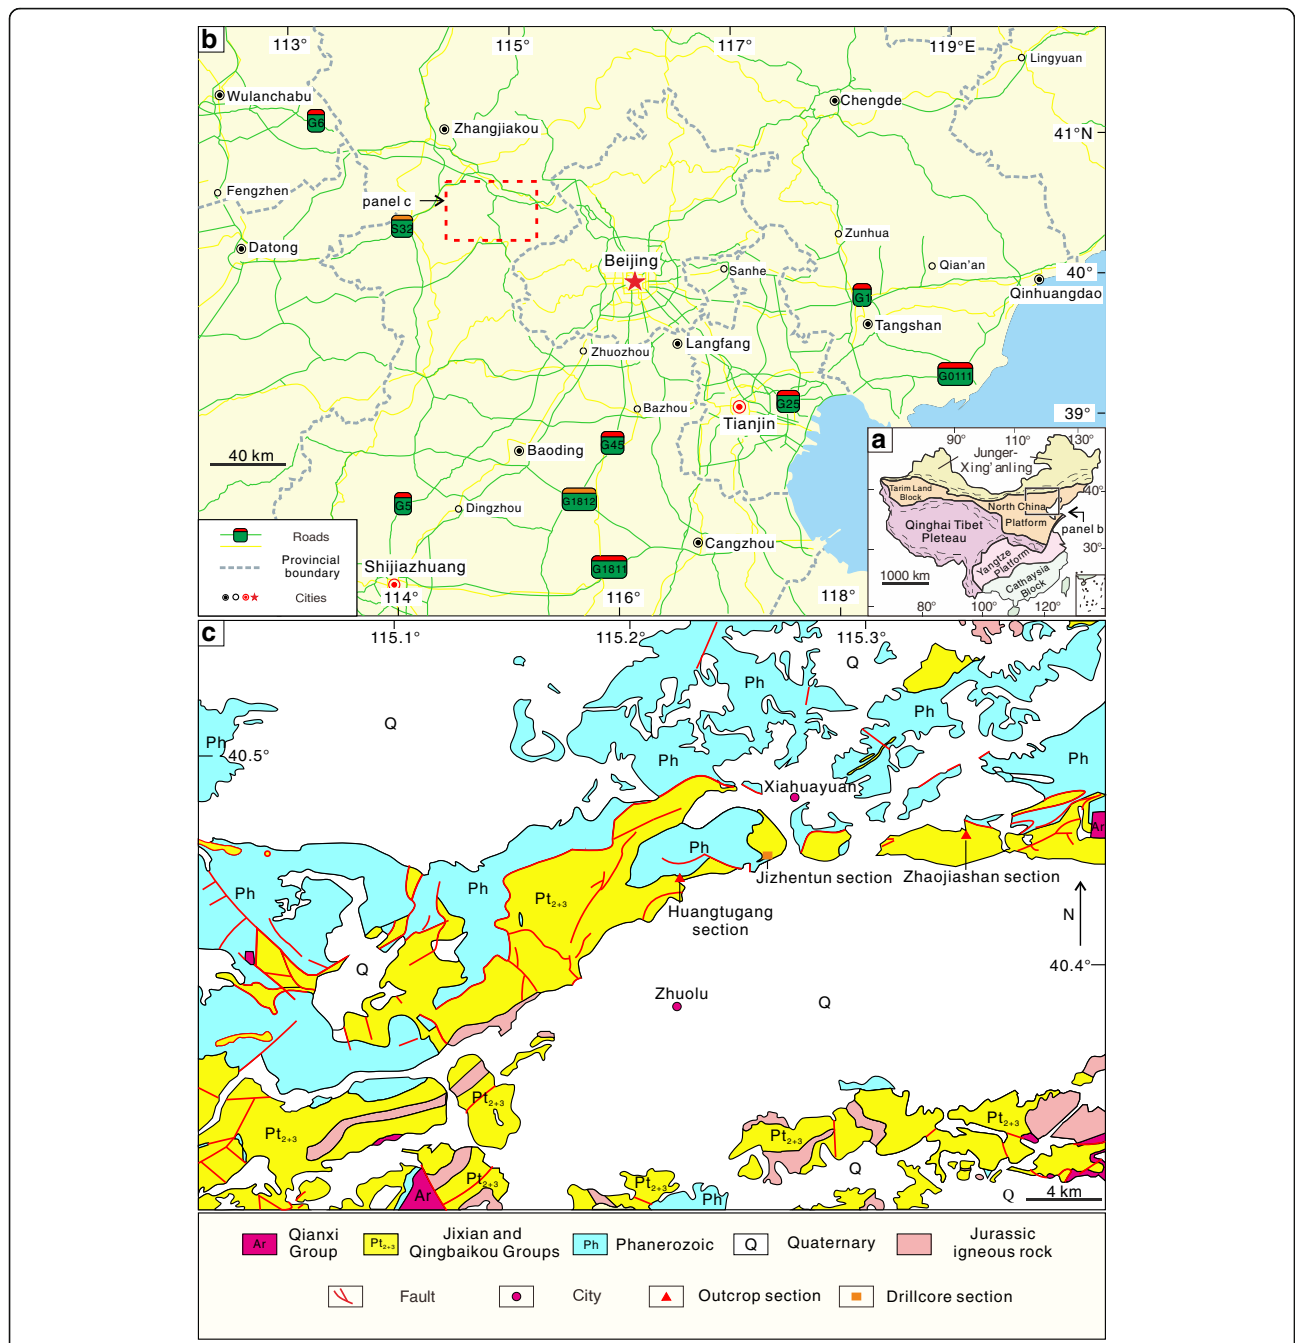 b
113°
115°
117°
119°E
Lingyuan
Wulanchabu
Chengde
G6
Zhangjiakou
41°N
Fengzhen
panel c
S32
Zunhua
Datong
Beijing
Sanhe
Qian'an
40°
Qinhuangdao
G1
Tangshan
Langfang
Zhuozhou
G0111
G25
Bazhou
39°
Tianjin
G45
Baoding
40 km
G5
Dingzhou
G1812
Cangzhou
Roads
Provincial
boundary
Cities
Shijiazhuang
G1811
114°
116°
118°
a
90°
110°
130°
Junger-
Xing'anling
Tarim Land
Block
40°
North China
Platform
Qinghai Tibet
Pleteau
panel b
30°
Yangtze
Platform
1000 km
Cathaysia
Block
80°
100°
120°
c
115.1°
115.2°
115.3°
Q
Ph
Q
Ph
Ph
40.5°
Ph
Ph
Xiahuayuan
Ar
Ph
Ph
Ph
Jizhentun section
Zhaojiashan section
Pt2+3
Huangtugang
section
N
Q
40.4°
Zhuolu
Q
Pt2+3
Pt2+3
Pt2+3
Pt2+3
Q
Pt2+3
Pt2+3
Ar
Ph
Q
4 km
Ar
Qianxi
Group
Pt2+3
Jixian and
Qingbaikou Groups
Ph
Phanerozoic
Q
Quaternary
Jurassic
igneous rock
Fault
City
Outcrop section
Drillcore section